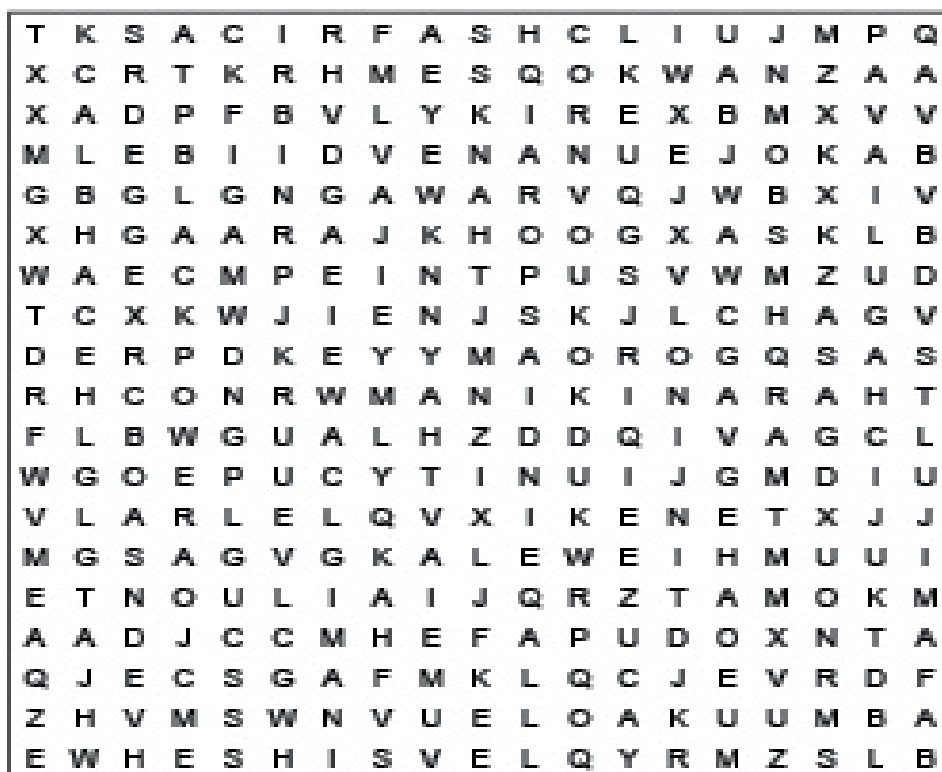 T K S A C I R F A S H C L I U J M P Q
X C R T K R H M E S Q O K W A N Z A A
X A D P F B V L Y K I R E X B M X V V
M L E B I I D V E N A N U E J O K A B
G B G L G N G A W A R V Q J W B X I V
X H G A A R A J K H O O G X A S K L B
W A E C M P E I N T P U S V W M Z U D
T C X K W J I E N J S K J L C H A G V
D E R P D K E Y Y M A O R O G Q S A S
R H C O N R W M A N I K I N A R A H T
F L B W G U A L H Z D D Q I V A G C L
W G O E P U C Y T I N U I J G M D I U
V L A R L E L Q V X I K E N E T X J J
M G S A G V G K A L E W E I H M U U I
E T N O U L I A I J Q R Z T A M O K M
A A D J C C M H E F A P U D O X N T A
Q J E C S G A F M K L Q C J E V R D F
Z H V M S W N V U E L O A K U U M B A
E W H E S H I S V E L Q Y R M Z S L B